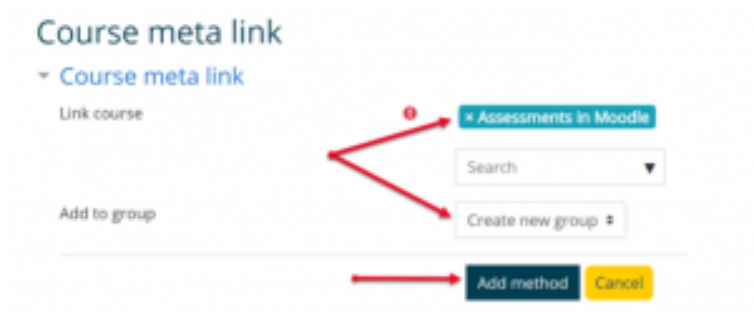 Course meta link
Course meta link
Link course
× Assessments in Moodle
Search
Add to group
Create new group
Add method
Cancel